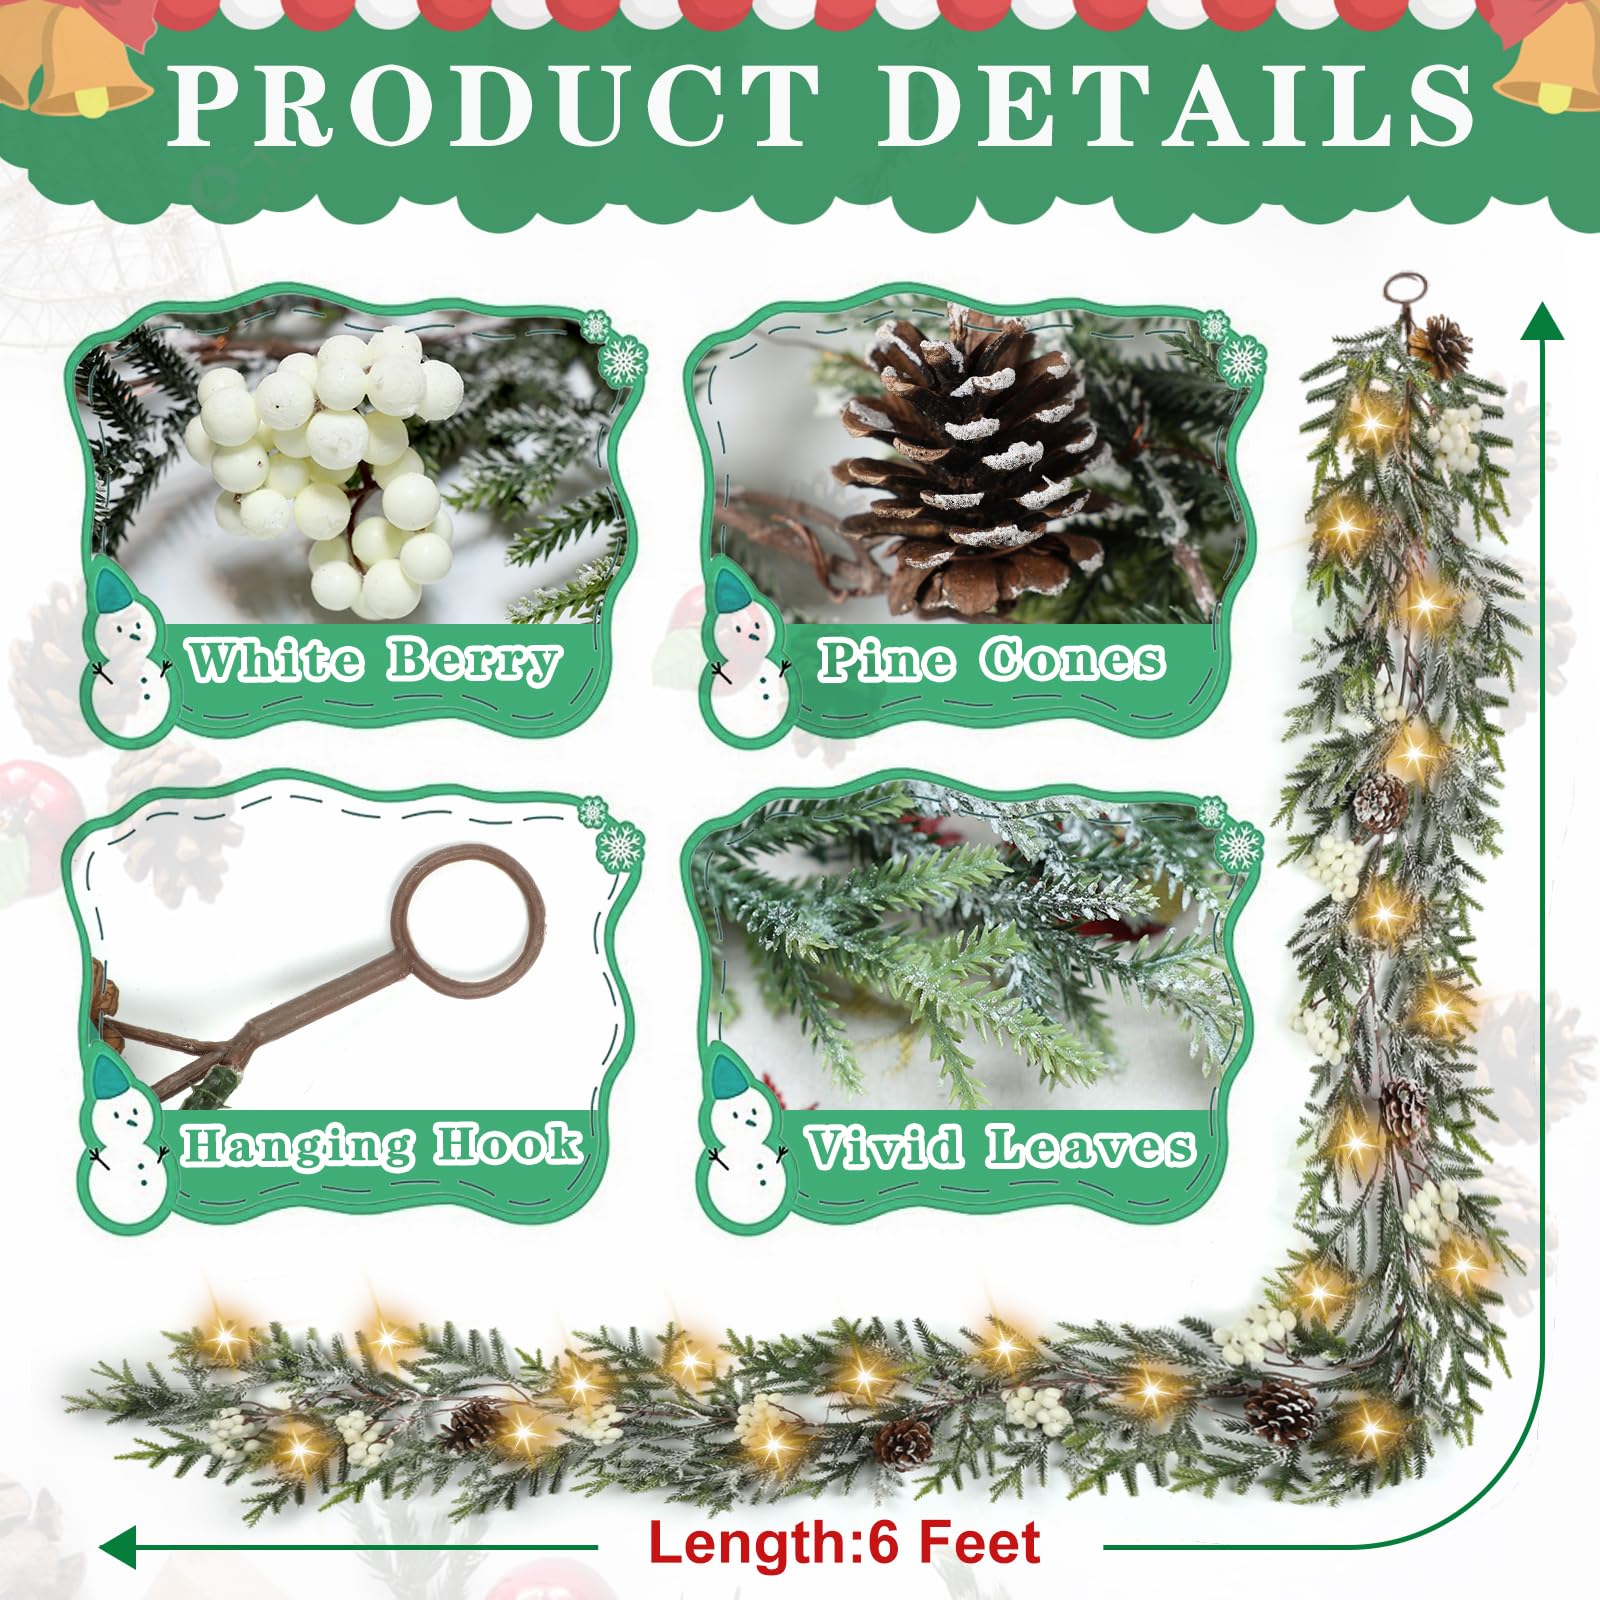 PRODUCT DETAILS
White Berry
Pine Cones
Hanging Hook
Vivid Leaves
Length:6 Feet